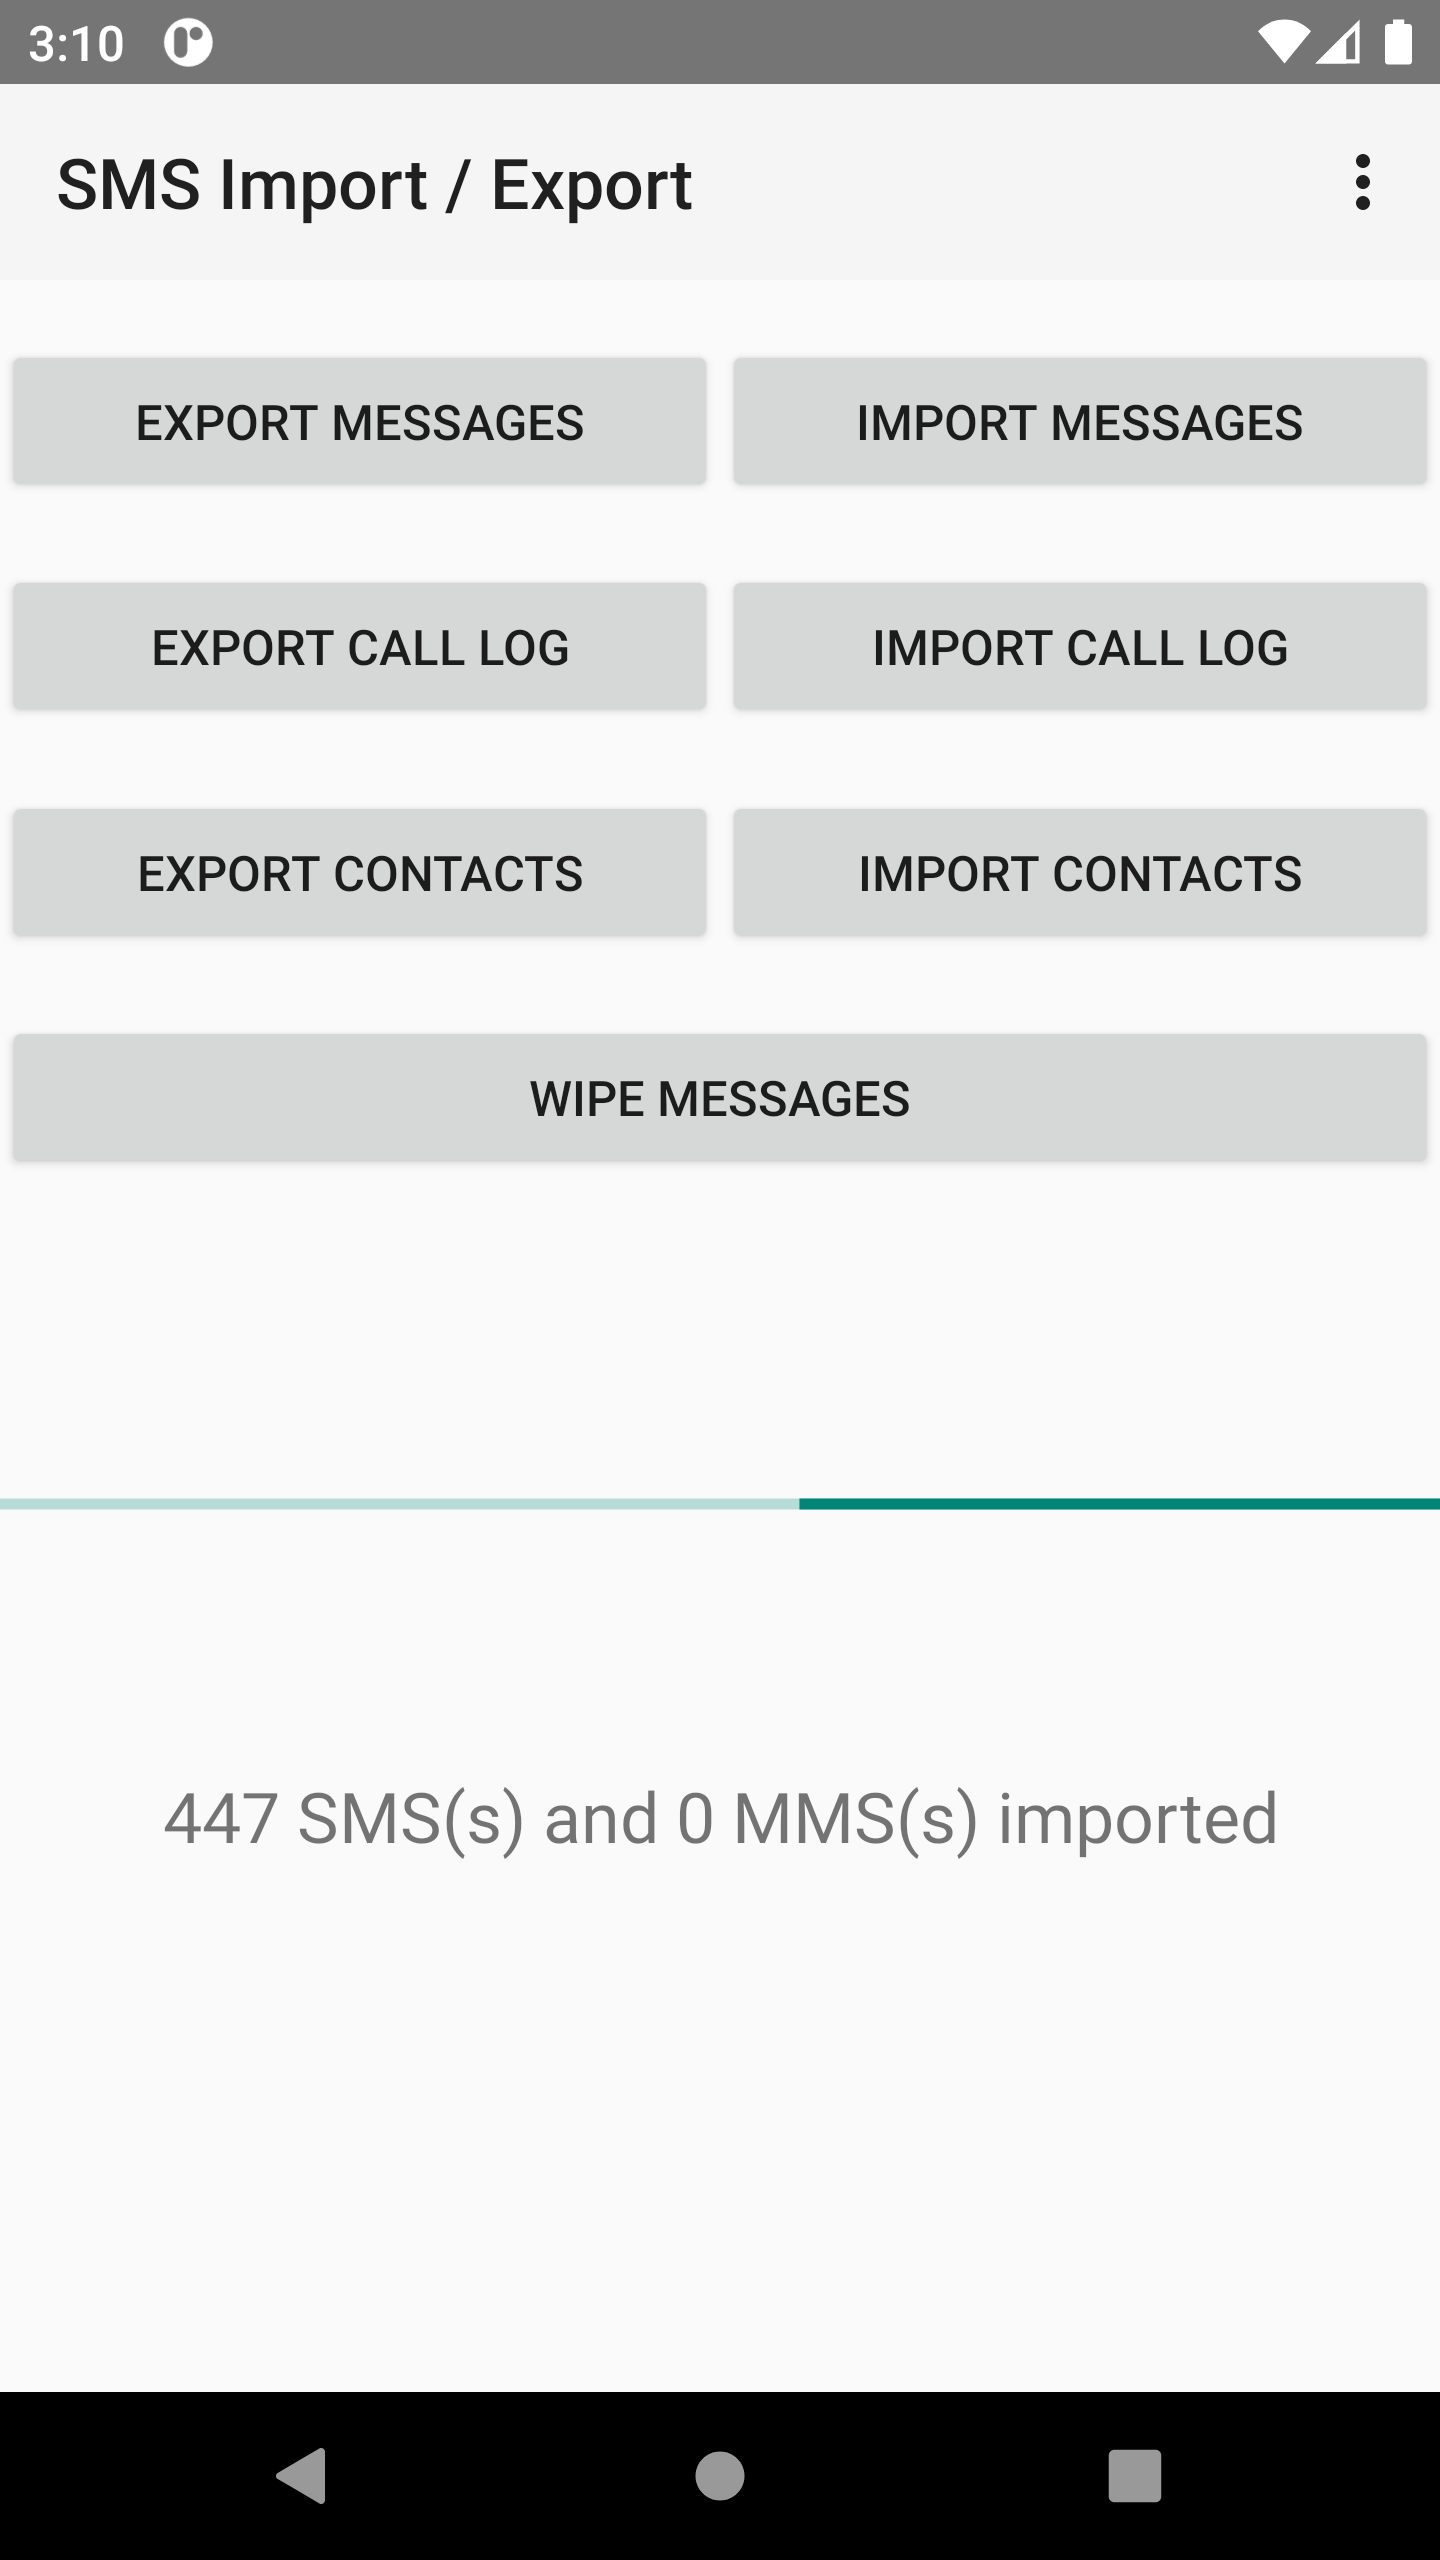 3:10
SMS Import / Export
EXPORT MESSAGES
IMPORT MESSAGES
EXPORT CALL LOG
IMPORT CALL LOG
EXPORT CONTACTS
IMPORT CONTACTS
WIPE MESSAGES
447 SMS(s) and 0 MMS(s) imported